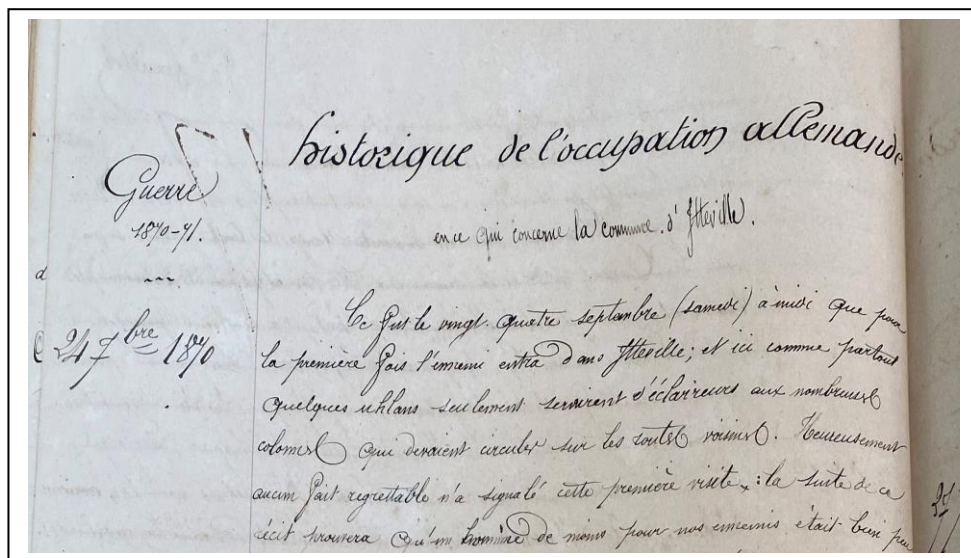 historique de l'occupation allemande
Guerre
1870-71.
en ce qui concerne la commune d'Itteville.
24 7bre 1870
Ce fut le vingt-quatre septembre (samedi) à midi que pour
la première fois l'ennemi entra dans Itteville; et ici comme partout
quelques uhlans seulement servirent d'éclaireurs aux nombreuses
colonnes qui devaient circuler sur les routes voisines. Heureusement
aucun fait regrettable n'a signalé cette première visite : la suite de ce
récit prouvera qu'un homme de moins pour nos ennemis était bien peu